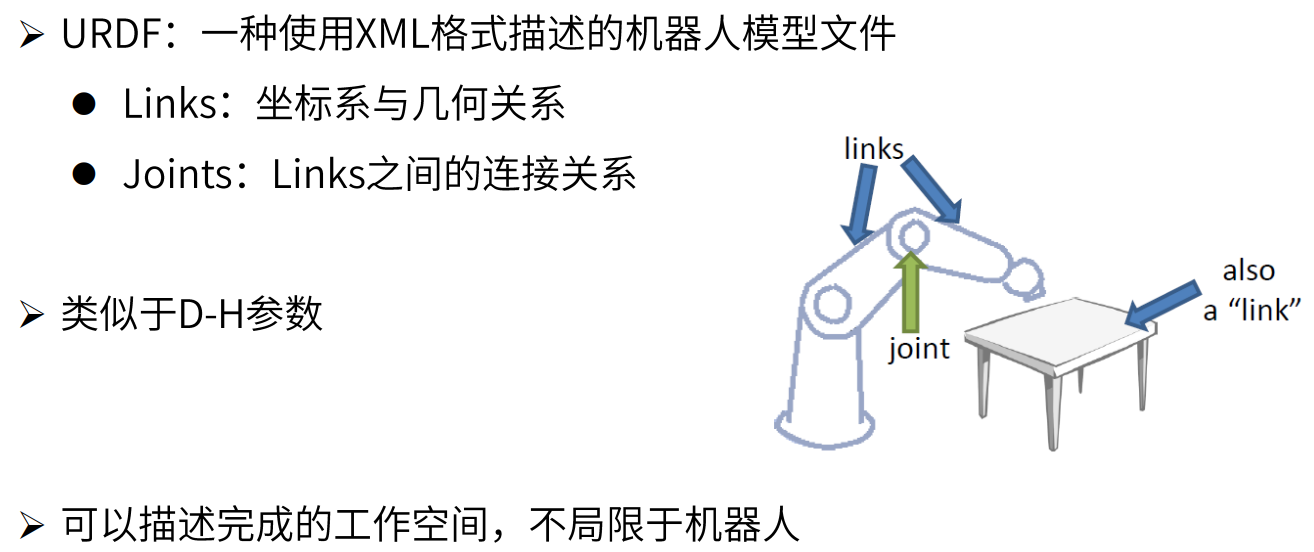 ➢ URDF：一种使用XML格式描述的机器人模型文件
● Links：坐标系与几何关系
● Joints：Links之间的连接关系
links
also
a “link”
joint
➢ 类似于D-H参数
➢ 可以描述完成的工作空间，不局限于机器人